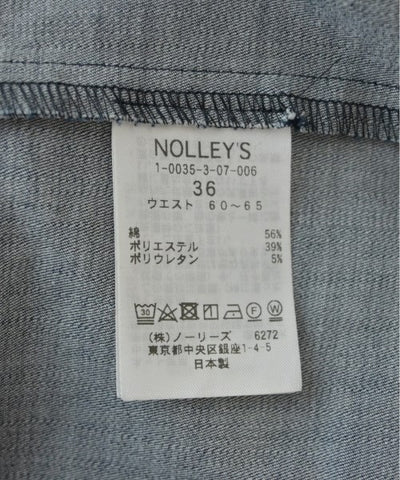 NOLLEY'S
1-0035-3-07-006
36
ウエスト 60～65
綿 56%
ポリエステル 39%
ポリウレタン 5%
30 F W
(株)ノーリーズ 6272
東京都中央区銀座1-4-5
日本製